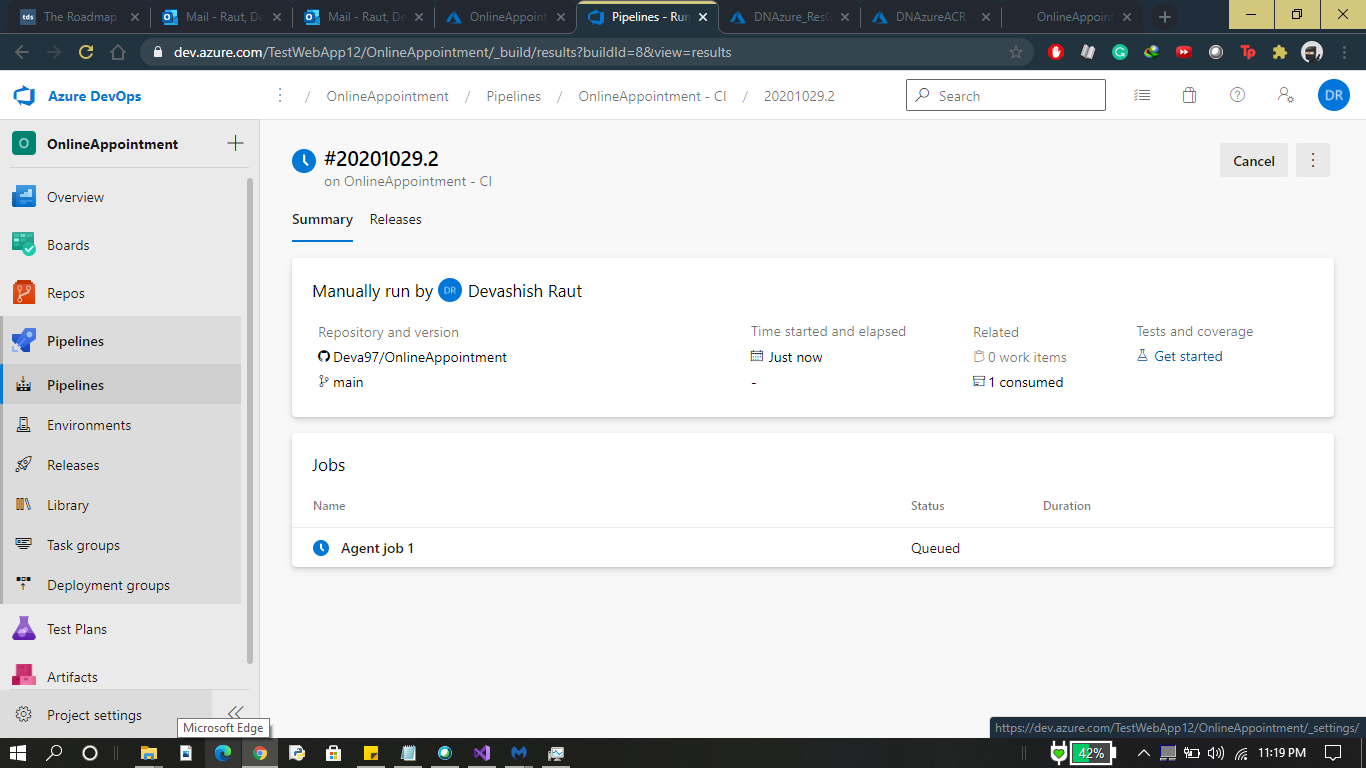 tds The Roadmap
Mail - Raut, De
Mail - Raut, De
OnlineAppoint
Pipelines - Run
DNAzure_ResG
DNAzureACR -
OnlineAppoint
dev.azure.com/TestWebApp12/OnlineAppointment/_build/results?buildId=8&view=results
Azure DevOps
/ OnlineAppointment / Pipelines / OnlineAppointment - CI / 20201029.2
Search
DR
O OnlineAppointment
Overview
Boards
Repos
Pipelines
Pipelines
Environments
Releases
Library
Task groups
Deployment groups
Test Plans
Artifacts
Project settings
Microsoft Edge
#20201029.2
on OnlineAppointment - CI
Cancel
Summary Releases
Manually run by DR Devashish Raut
Repository and version
Deva97/OnlineAppointment
main
Time started and elapsed
Just now
-
Related
0 work items
1 consumed
Tests and coverage
Get started
Jobs
Name Status Duration
Agent job 1 Queued
https://dev.azure.com/TestWebApp12/OnlineAppointment/_settings/
42%
11:19 PM